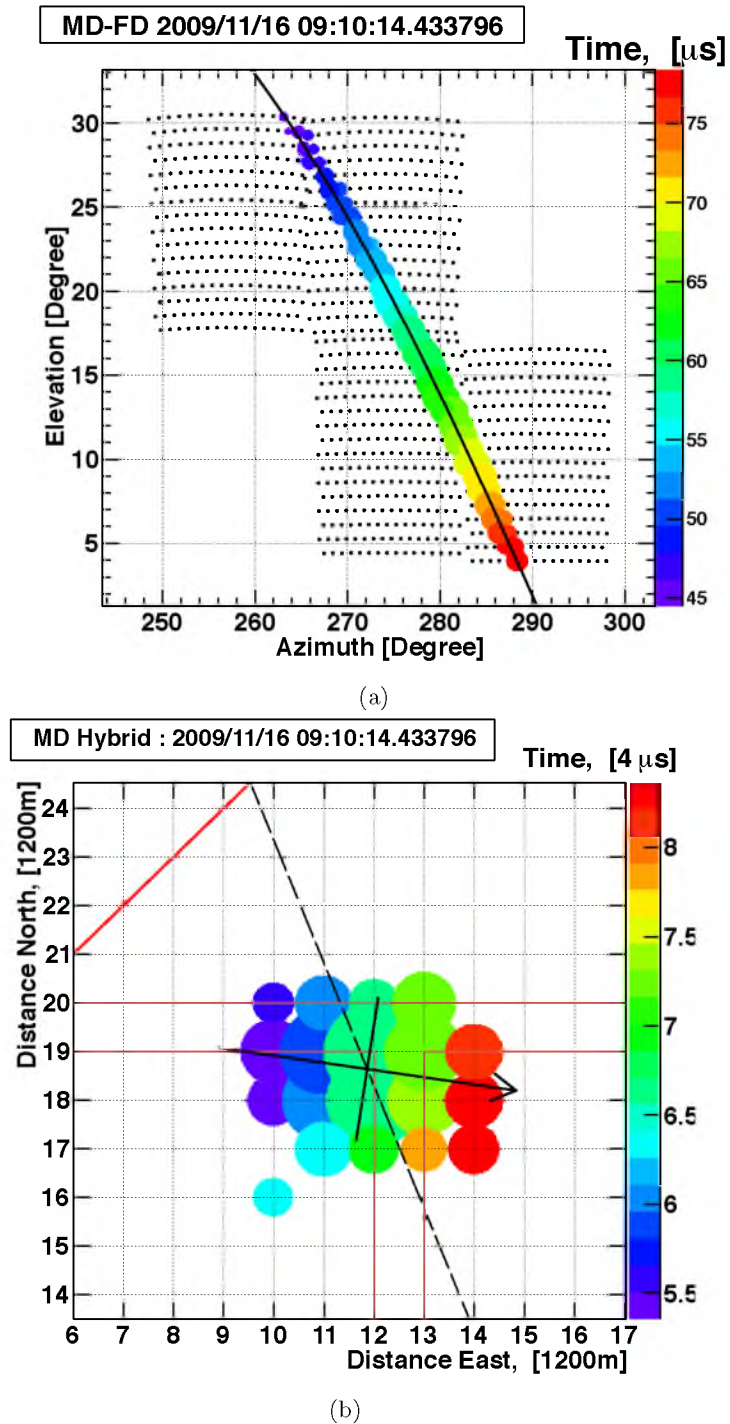 MD-FD 2009/11/16 09:10:14.433796
Time, [μs]
Elevation [Degree]
30
25
20
15
10
5
250 260 270 280 290 300
Azimuth [Degree]
75
70
65
60
55
50
45
(a)
MD Hybrid : 2009/11/16 09:10:14.433796
Time, [4 μs]
Distance North, [1200m]
24
23
22
21
20
19
18
17
16
15
14
6 7 8 9 10 11 12 13 14 15 16 17
Distance East, [1200m]
8
7.5
7
6.5
6
5.5
(b)